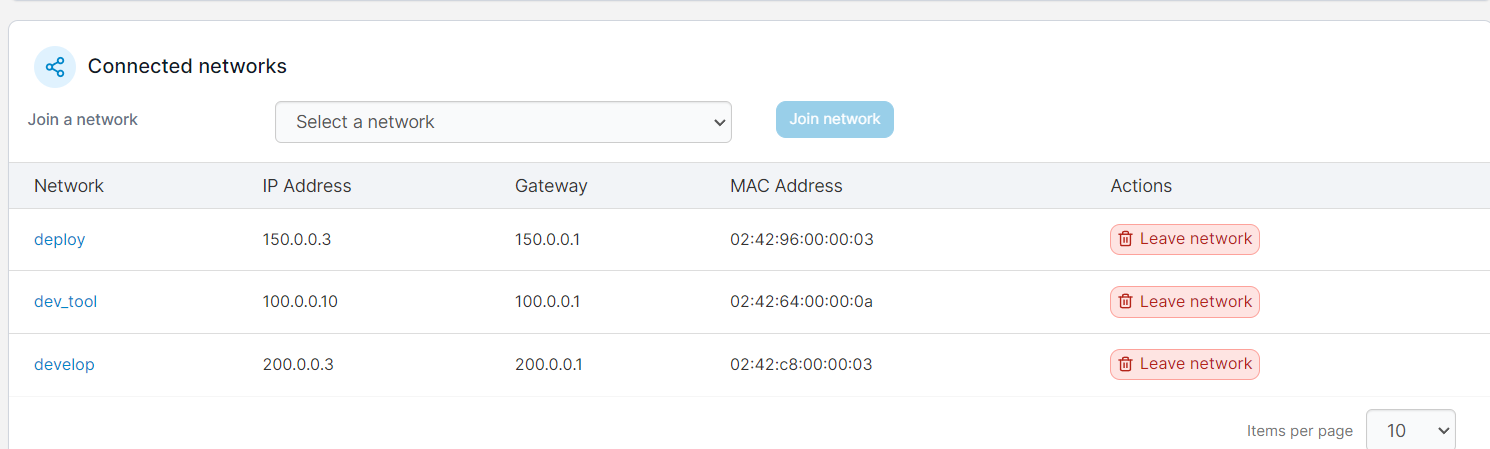 Connected networks
Join a network Select a network Join network
Network IP Address Gateway MAC Address Actions
deploy 150.0.0.3 150.0.0.1 02:42:96:00:00:03 Leave network
dev_tool 100.0.0.10 100.0.0.1 02:42:64:00:00:0a Leave network
develop 200.0.0.3 200.0.0.1 02:42:c8:00:00:03 Leave network
Items per page 10